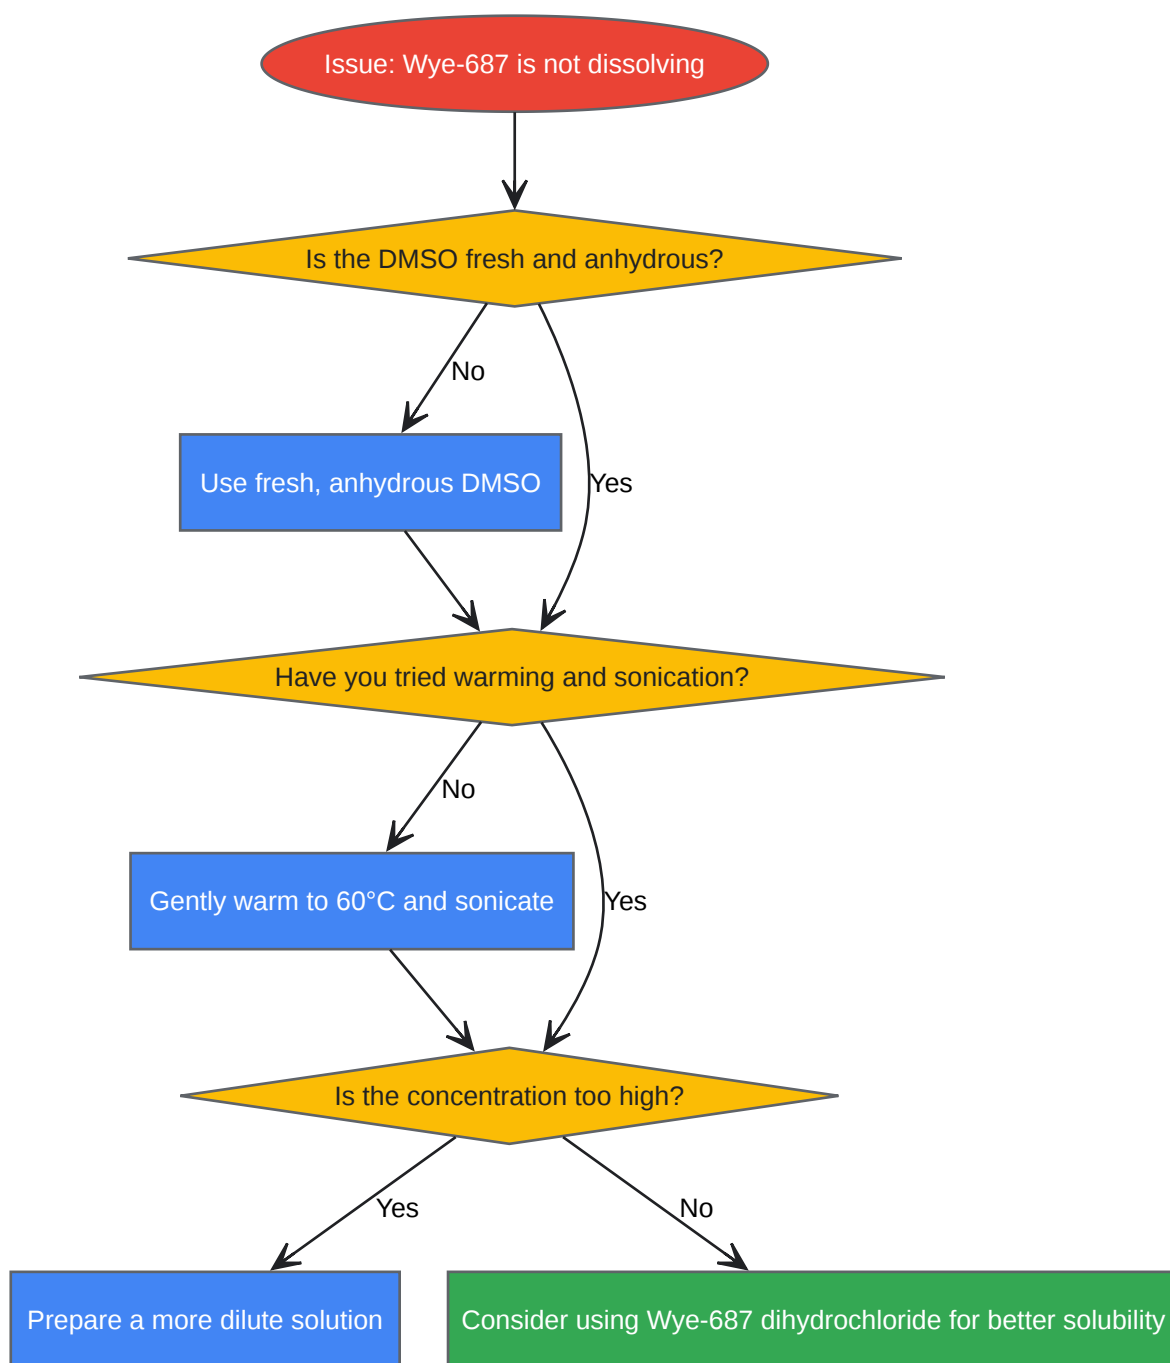 Issue: Wye-687 is not dissolving
Is the DMSO fresh and anhydrous?
No
Use fresh, anhydrous DMSO
Yes
Have you tried warming and sonication?
No
Gently warm to 60°C and sonicate
Yes
Is the concentration too high?
Yes
No
Prepare a more dilute solution
Consider using Wye-687 dihydrochloride for better solubility